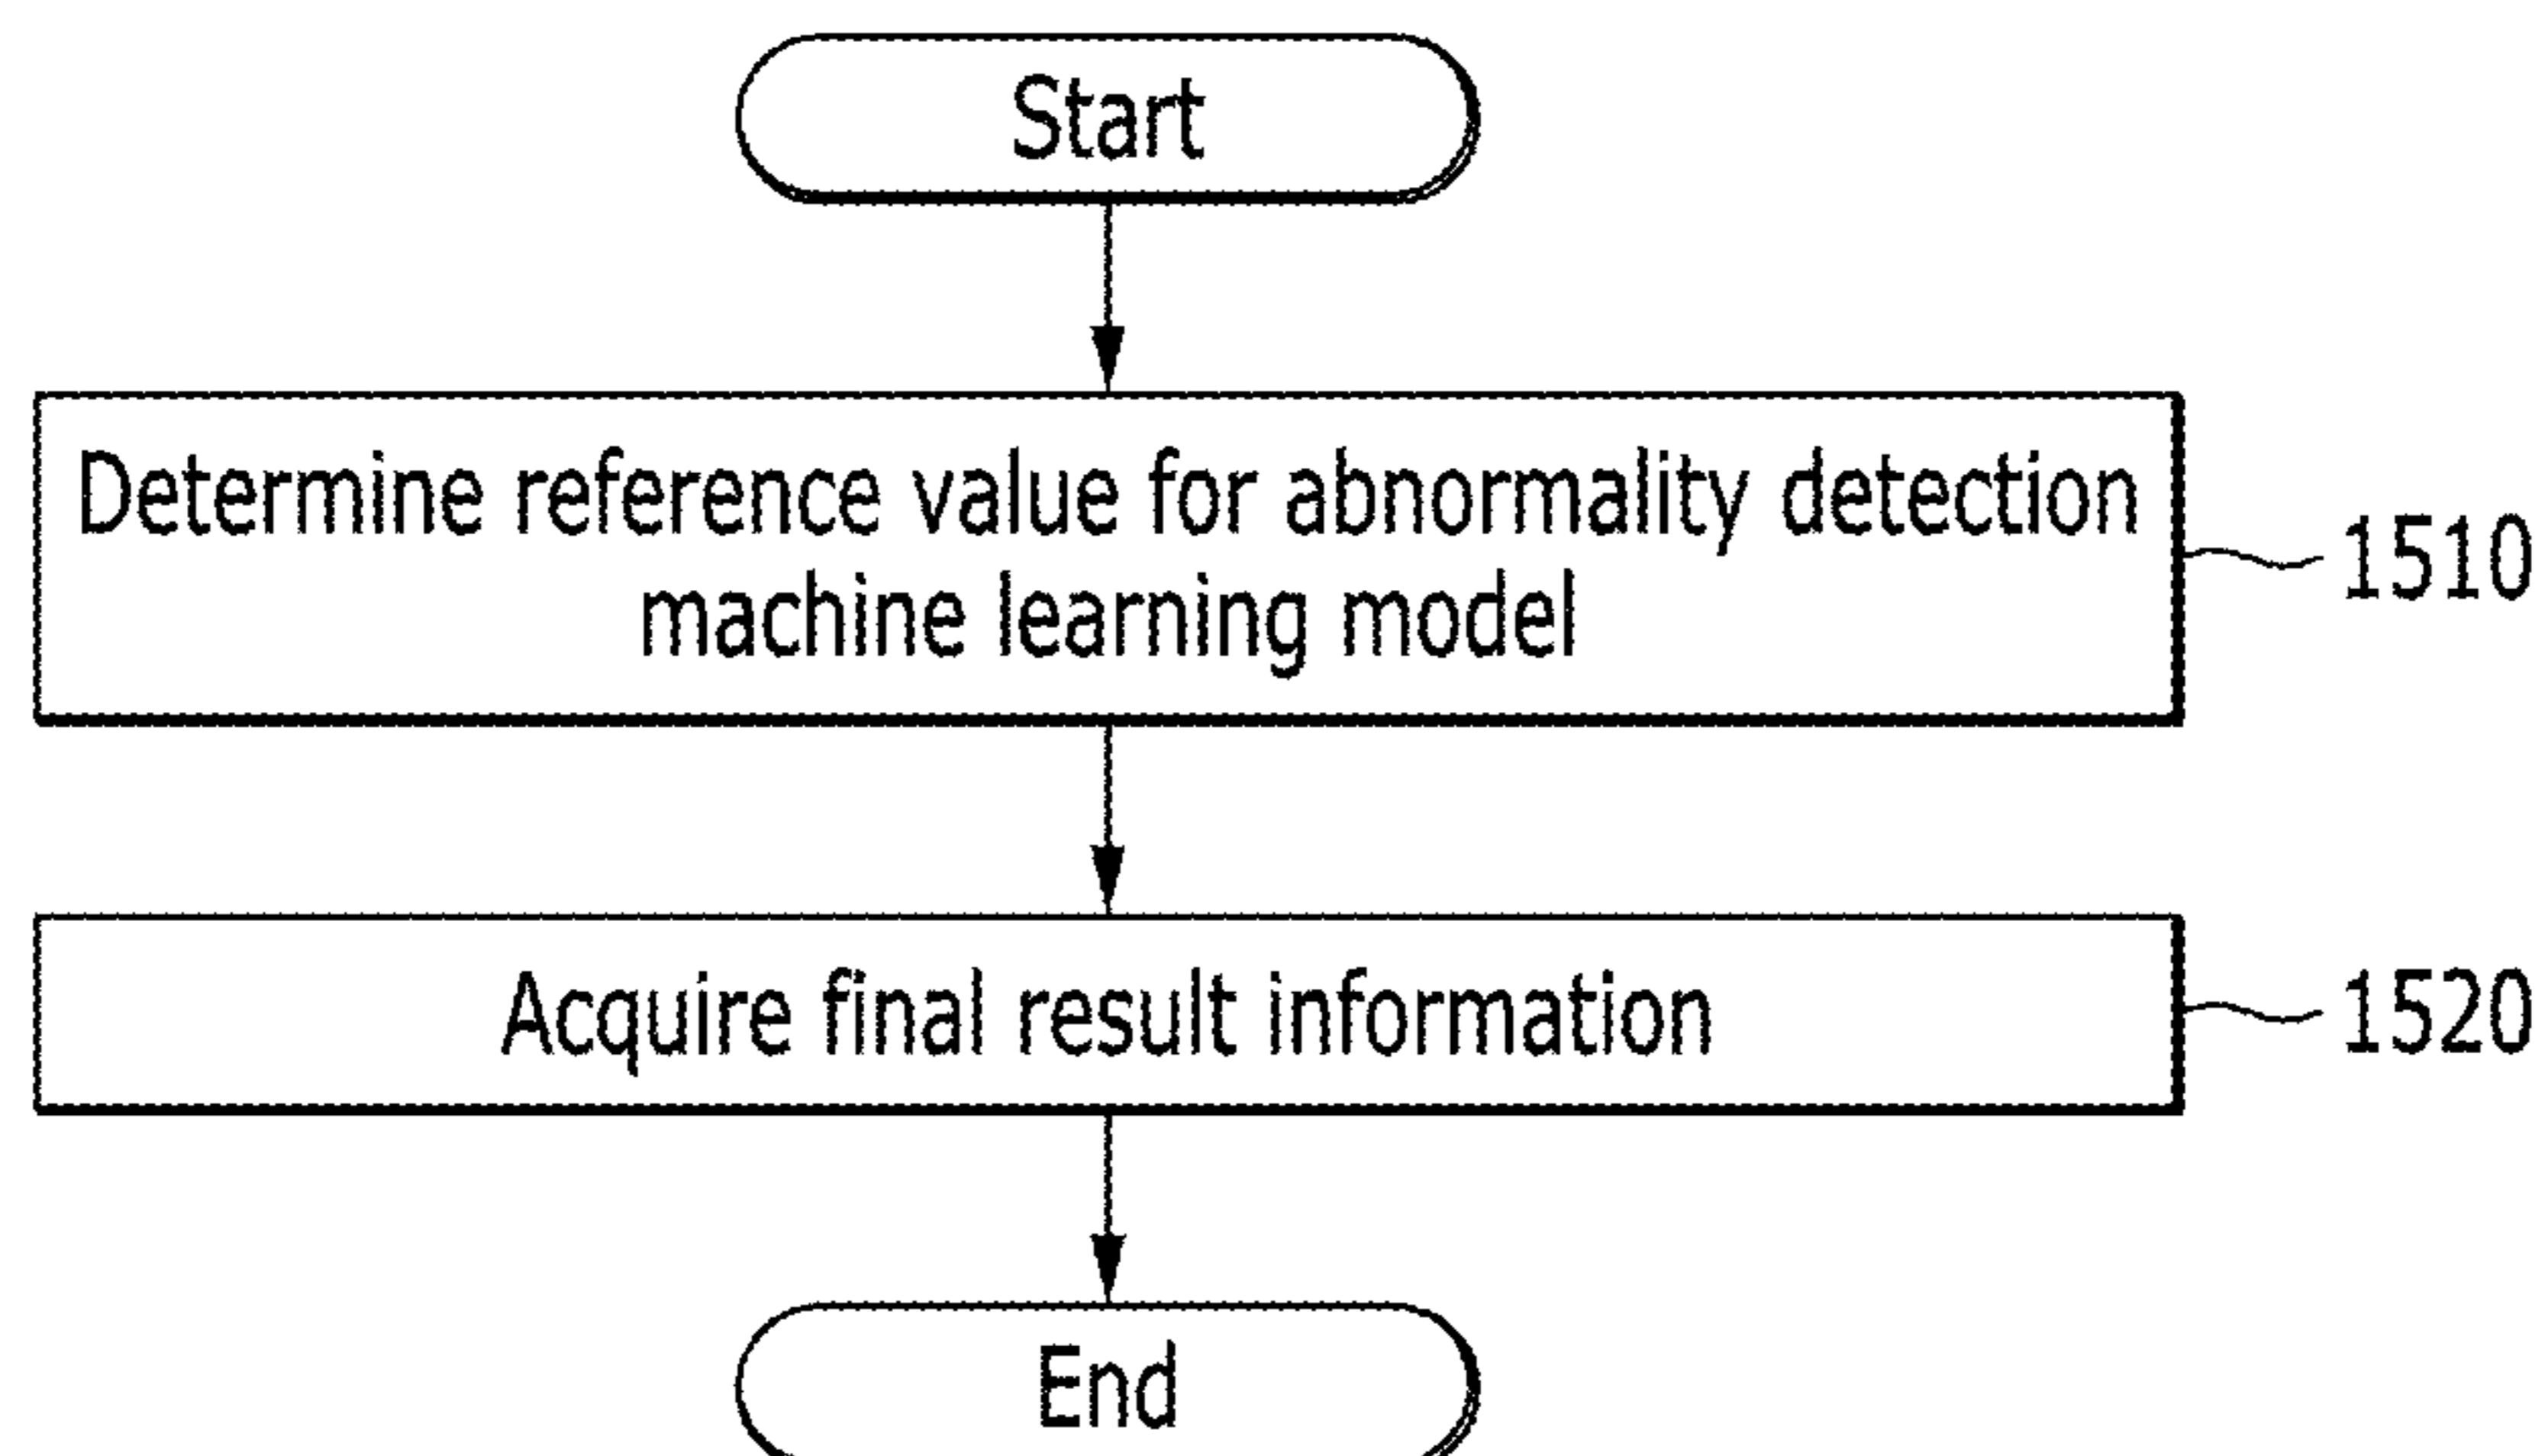 Start
Determine reference value for abnormality detection
machine learning model
1510
Acquire final result information
1520
End